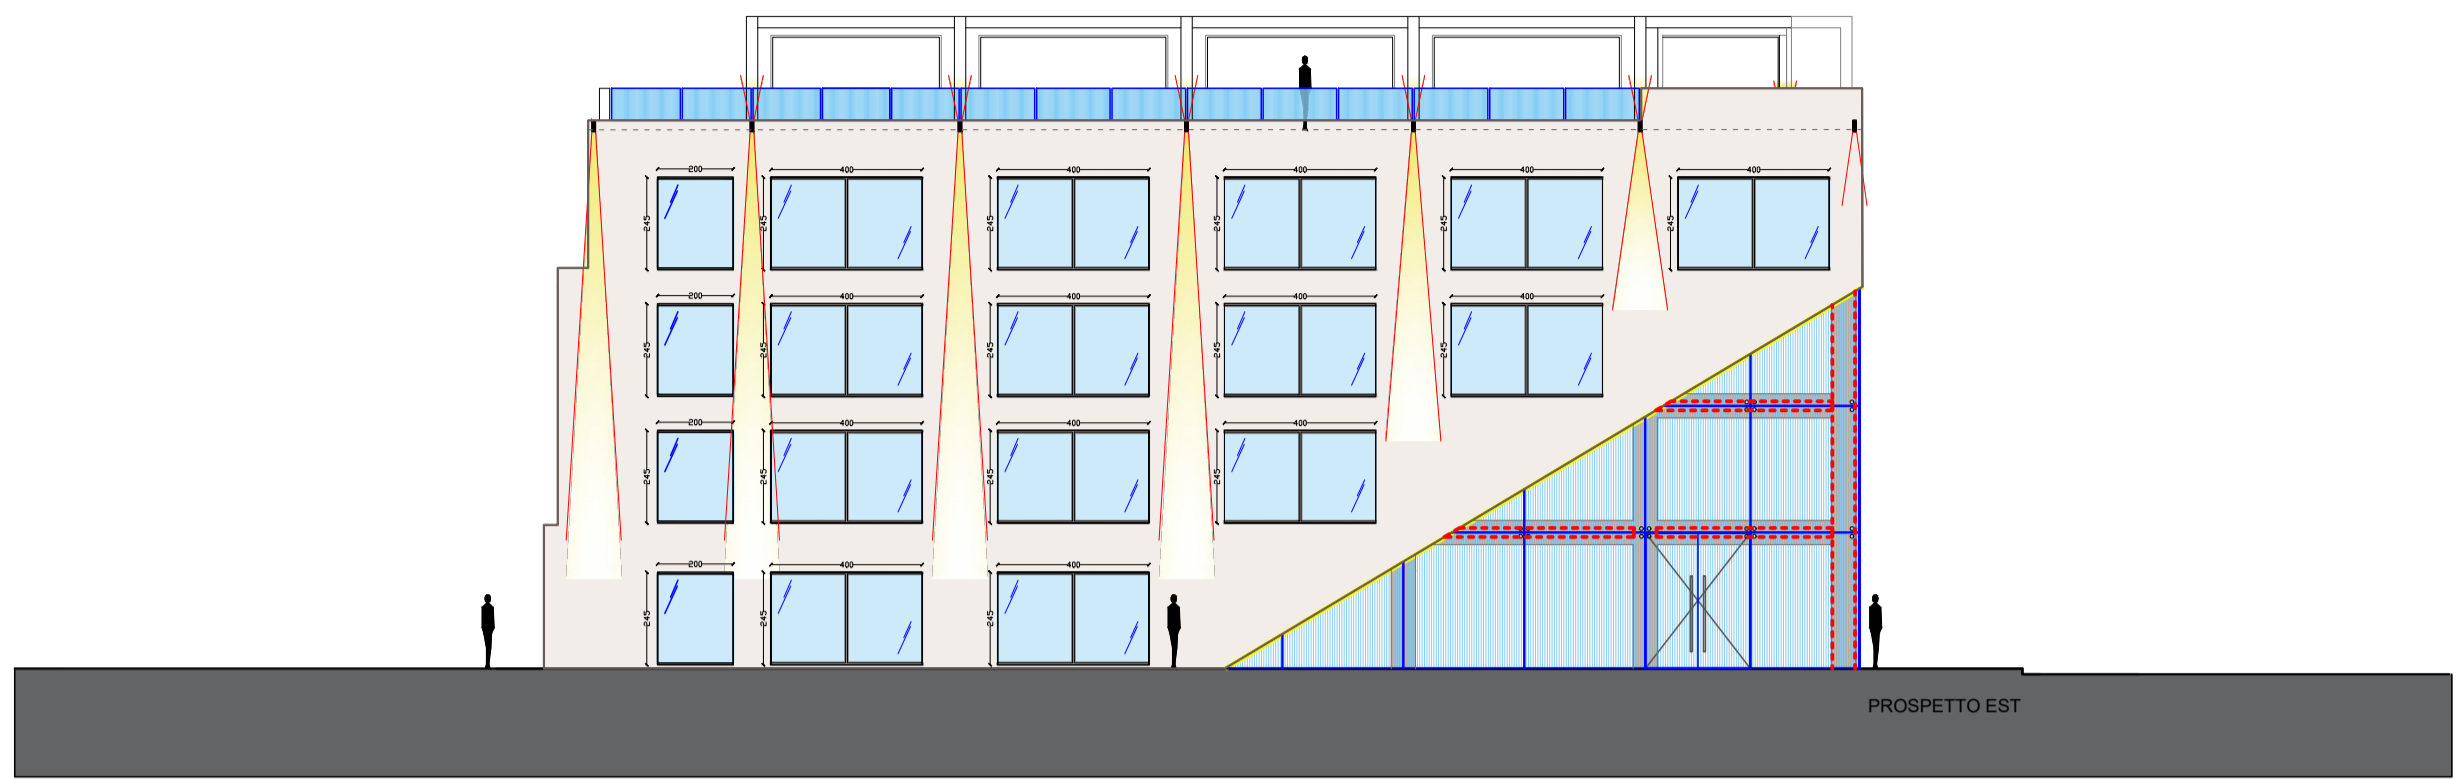 200 400 400 400 400 400
245 245 245 245 245 245
200 400 400 400 400
245 245 245 245 245
200 400 400 400
245 245 245 245
200 400 400
245 245 245
PROSPETTO EST